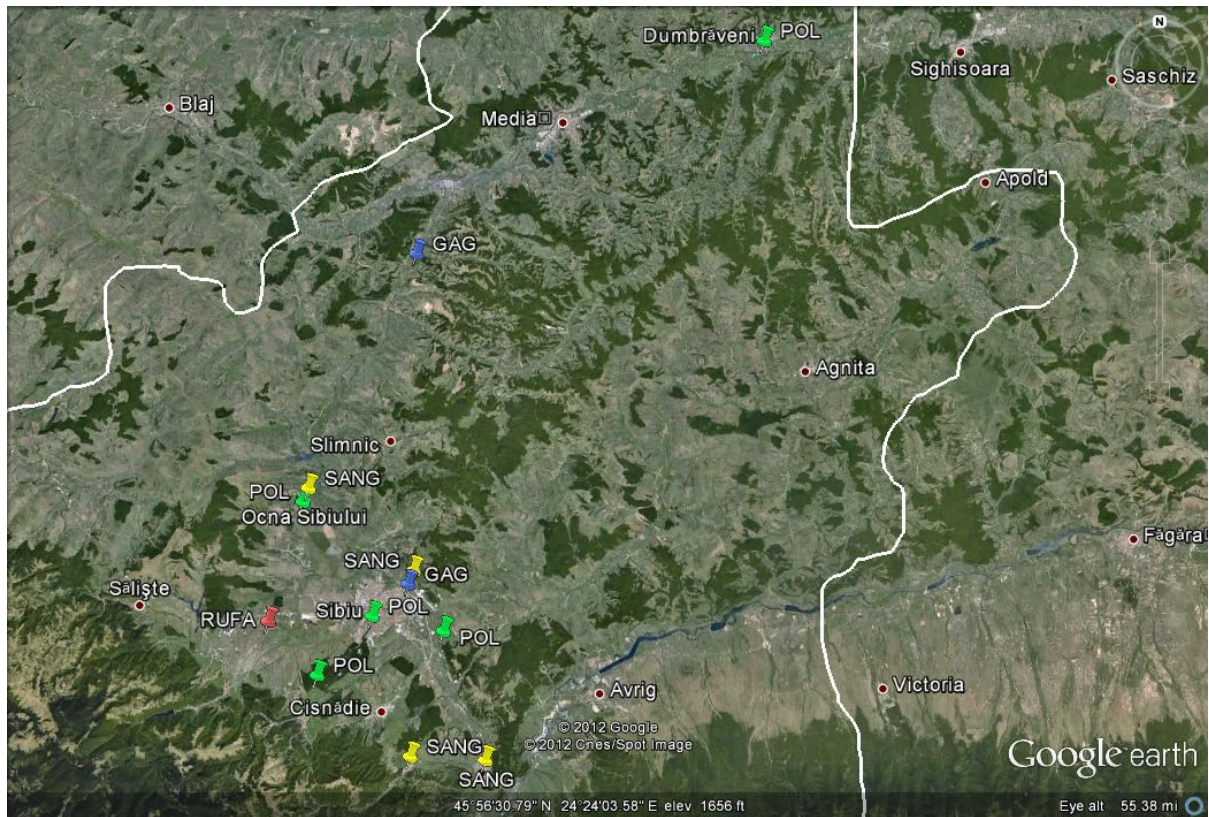 N
Dumbrăveni POL
Sighisoara
Saschiz
Blaj
Media□
Apold
GAG
Agnita
Slimnic
SANG
POL
Ocna Sibiului
Făgăra□
SANG
GAG
Sălişte
RUFA
Sibiu
POL
POL
POL
Victoria
Avrig
Cisnădie
© 2012 Google
© 2012 Cnes/Spot Image
SANG
SANG
Google earth
45°56'30.79" N 24°24'03.58" E elev 1656 ft
Eye alt 55.38 mi